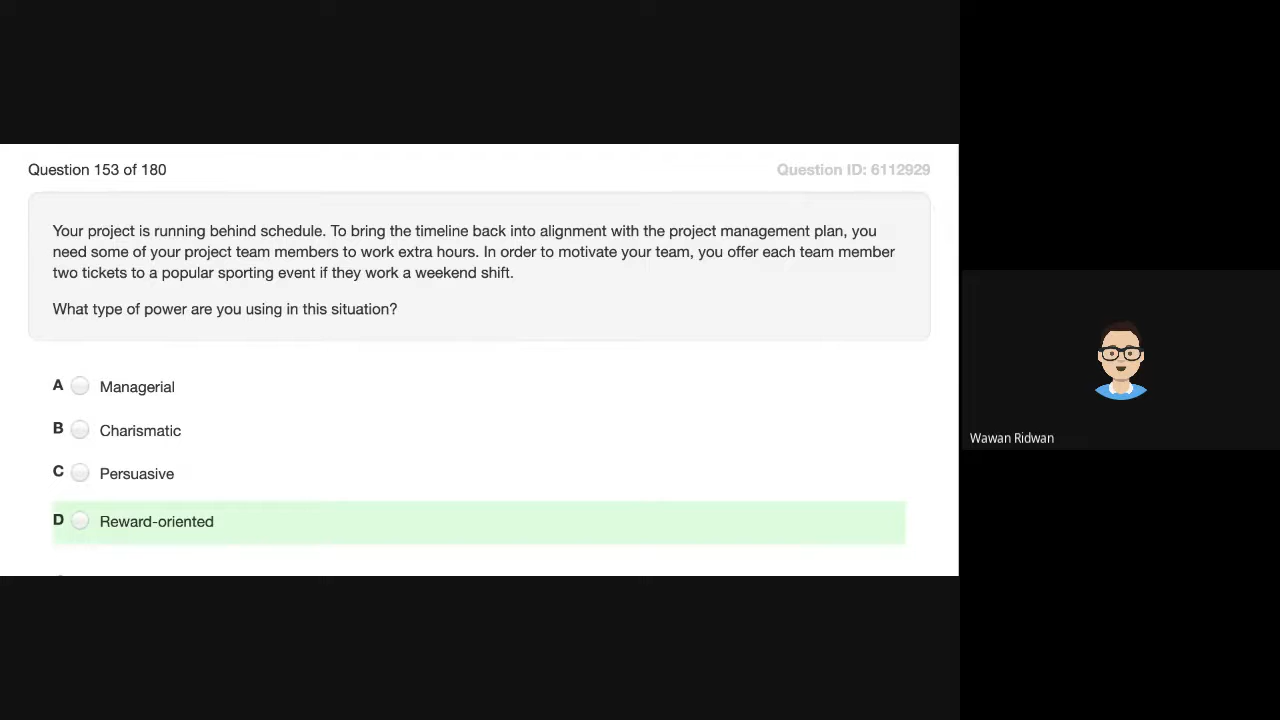 Question 153 of 180
Question ID: 6112929
Your project is running behind schedule. To bring the timeline back into alignment with the project management plan, you
need some of your project team members to work extra hours. In order to motivate your team, you offer each team member
two tickets to a popular sporting event if they work a weekend shift.
What type of power are you using in this situation?
A Managerial
B Charismatic
C Persuasive
D Reward-oriented
Wawan Ridwan